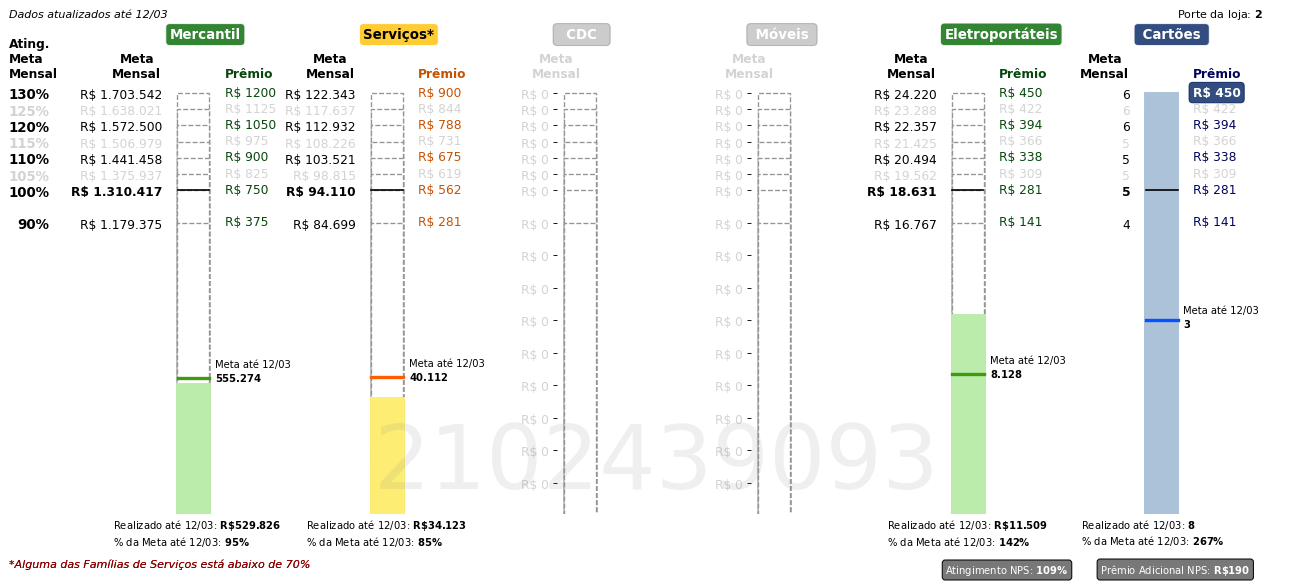 Dados atualizados até 12/03
Porte da loja: 2
Mercantil Serviços* CDC Móveis Eletroportáteis Cartões
Ating. Meta Mensal
Meta Mensal Prêmio Meta Mensal Prêmio Meta Mensal Meta Mensal Meta Mensal Prêmio Meta Mensal Prêmio
130% R$ 1.703.542 R$ 1200 R$ 122.343 R$ 900 R$ 0 R$ 0 R$ 24.220 R$ 450 6 R$ 450
125% R$ 1.638.021 R$ 1125 R$ 117.637 R$ 844 R$ 0 R$ 0 R$ 23.288 R$ 422 6 R$ 422
120% R$ 1.572.500 R$ 1050 R$ 112.932 R$ 788 R$ 0 R$ 0 R$ 22.357 R$ 394 6 R$ 394
115% R$ 1.506.979 R$ 975 R$ 108.226 R$ 731 R$ 0 R$ 0 R$ 21.425 R$ 366 5 R$ 366
110% R$ 1.441.458 R$ 900 R$ 103.521 R$ 675 R$ 0 R$ 0 R$ 20.494 R$ 338 5 R$ 338
105% R$ 1.375.937 R$ 825 R$ 98.815 R$ 619 R$ 0 R$ 0 R$ 19.562 R$ 309 5 R$ 309
100% R$ 1.310.417 R$ 750 R$ 94.110 R$ 562 R$ 0 R$ 0 R$ 18.631 R$ 281 5 R$ 281
90% R$ 1.179.375 R$ 375 R$ 84.699 R$ 281 R$ 0 R$ 0 R$ 16.767 R$ 141 4 R$ 141
R$ 0 R$ 0
R$ 0 R$ 0
R$ 0 R$ 0
Meta até 12/03
3
R$ 0 R$ 0
Meta até 12/03 Meta até 12/03 Meta até 12/03
555.274 40.112 8.128
R$ 0 R$ 0
R$ 0 R$ 0
R$ 0 R$ 0
R$ 0 R$ 0
2102439093
R$ 0 R$ 0
Realizado até 12/03: R$529.826 Realizado até 12/03: R$34.123 Realizado até 12/03: R$11.509 Realizado até 12/03: 8
% da Meta até 12/03: 95% % da Meta até 12/03: 85% % da Meta até 12/03: 142% % da Meta até 12/03: 267%
*Alguma das Famílias de Serviços está abaixo de 70%
Atingimento NPS: 109% Prêmio Adicional NPS: R$190